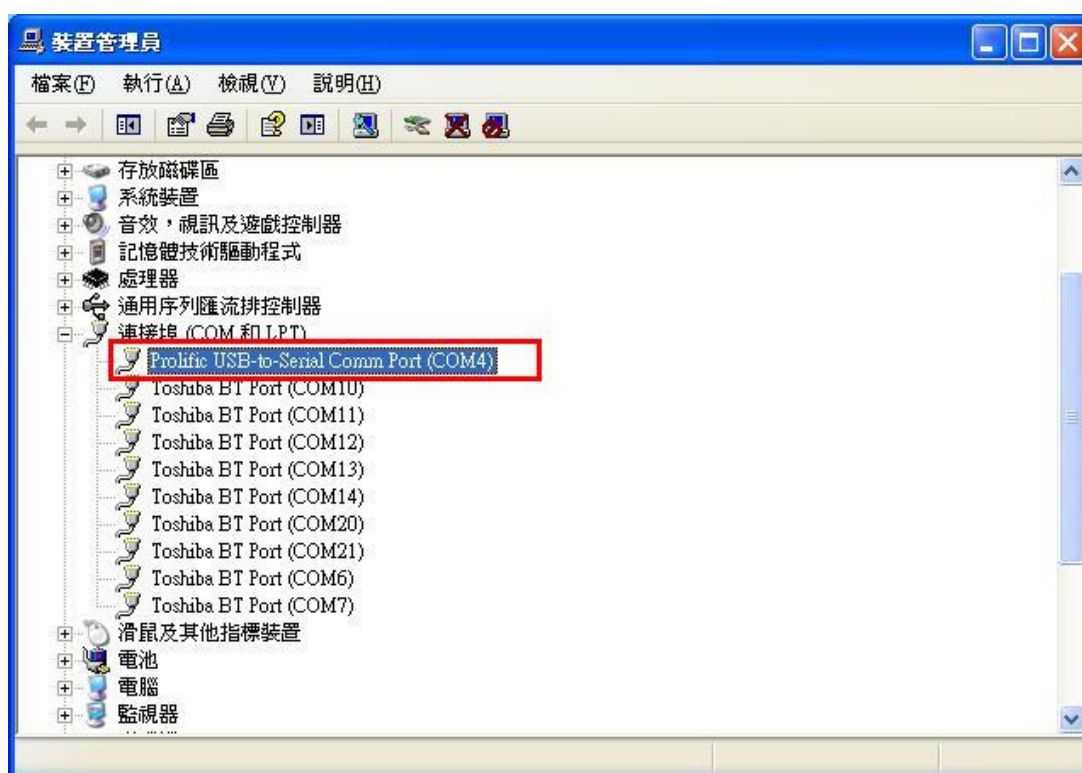 裝置管理員
檔案(F) 執行(A) 檢視(V) 說明(H)
存放磁碟區
系統裝置
音效，視訊及遊戲控制器
記憶體技術驅動程式
處理器
通用序列匯流排控制器
連接埠 (COM 和 LPT)
Prolific USB-to-Serial Comm Port (COM4)
Toshiba BT Port (COM10)
Toshiba BT Port (COM11)
Toshiba BT Port (COM12)
Toshiba BT Port (COM13)
Toshiba BT Port (COM14)
Toshiba BT Port (COM20)
Toshiba BT Port (COM21)
Toshiba BT Port (COM6)
Toshiba BT Port (COM7)
滑鼠及其他指標裝置
電池
電腦
監視器